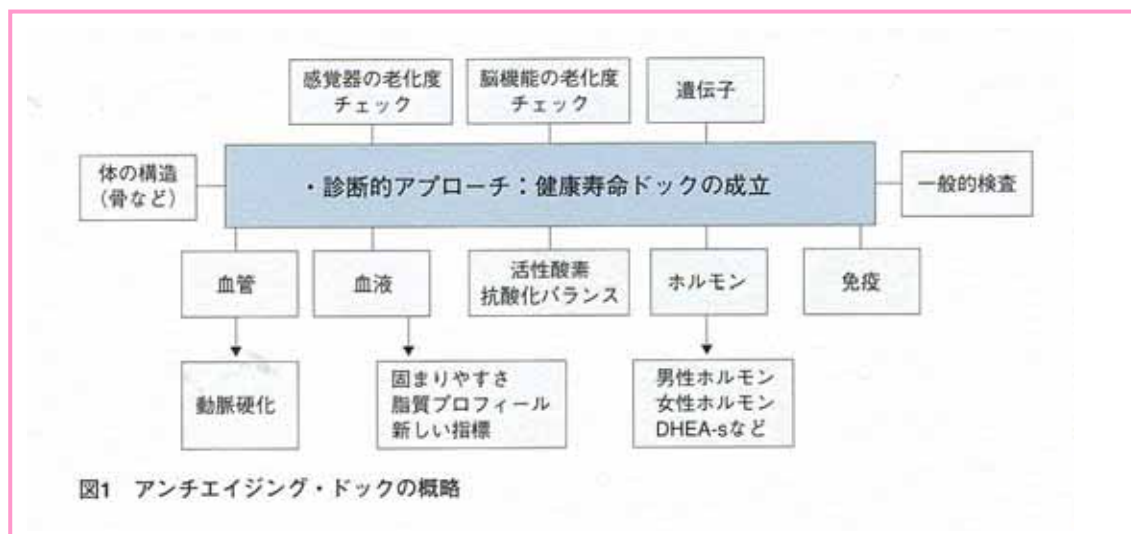 感覚器の老化度
チェック
脳機能の老化度
チェック
遺伝子
体の構造
(骨など)
・診断的アプローチ：健康寿命ドックの成立
一般的検査
血管
血液
活性酸素
抗酸化バランス
ホルモン
免疫
動脈硬化
固まりやすさ
脂質プロフィール
新しい指標
男性ホルモン
女性ホルモン
DHEA-sなど
図1 アンチエイジング・ドックの概略